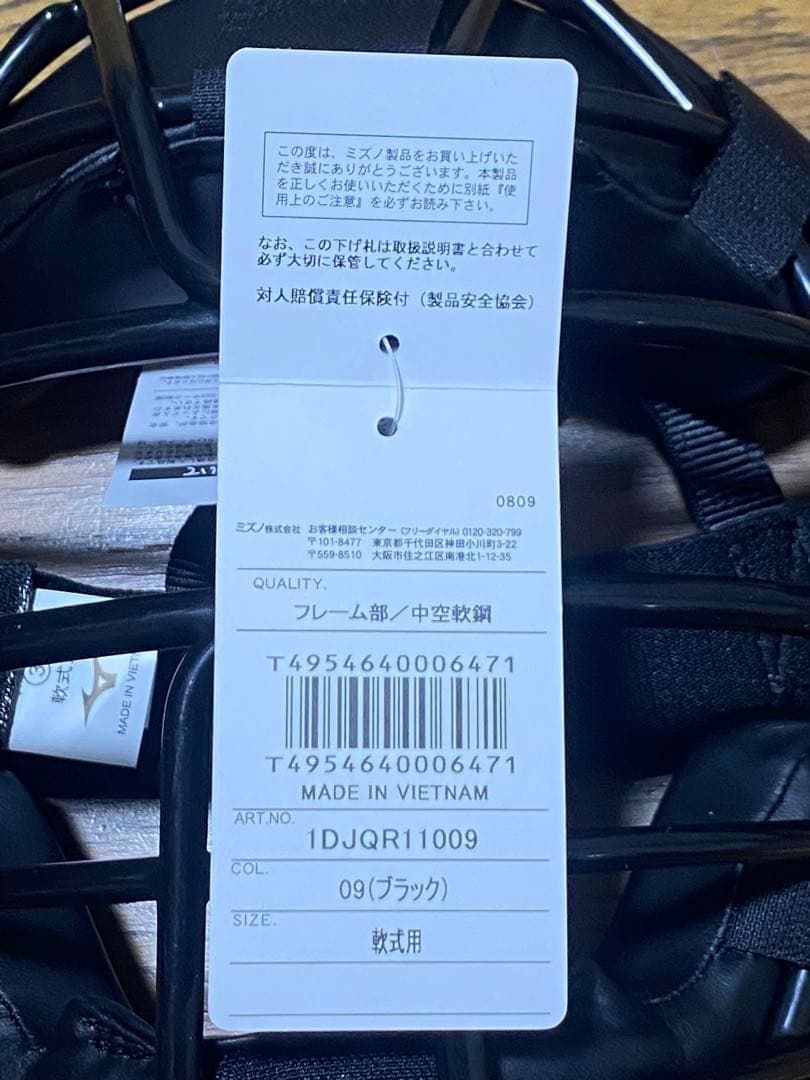 この度は、ミズノ製品をお買い上げいた
だき誠にありがとうございます。本製品
を正しくお使いいただくために別紙『使
用上のご注意』を必ずお読み下さい。
なお、この下げ札は取扱説明書と合わせて
必ず大切に保管してください。
対人賠償責任保険付（製品安全協会）
0809
ミズノ株式会社 お客様相談センター（フリーダイヤル）0120-320-799
〒101-8477 東京都千代田区神田小川町3-22
〒559-8510 大阪市住之江区南港北1-12-35
QUALITY.
フレーム部／中空軟鋼
T4954640006471
T4954640006471
MADE IN VIETNAM
ART.NO.
1DJQR11009
COL.
09(ブラック)
SIZE.
軟式用
軟式
MADE IN VIETN